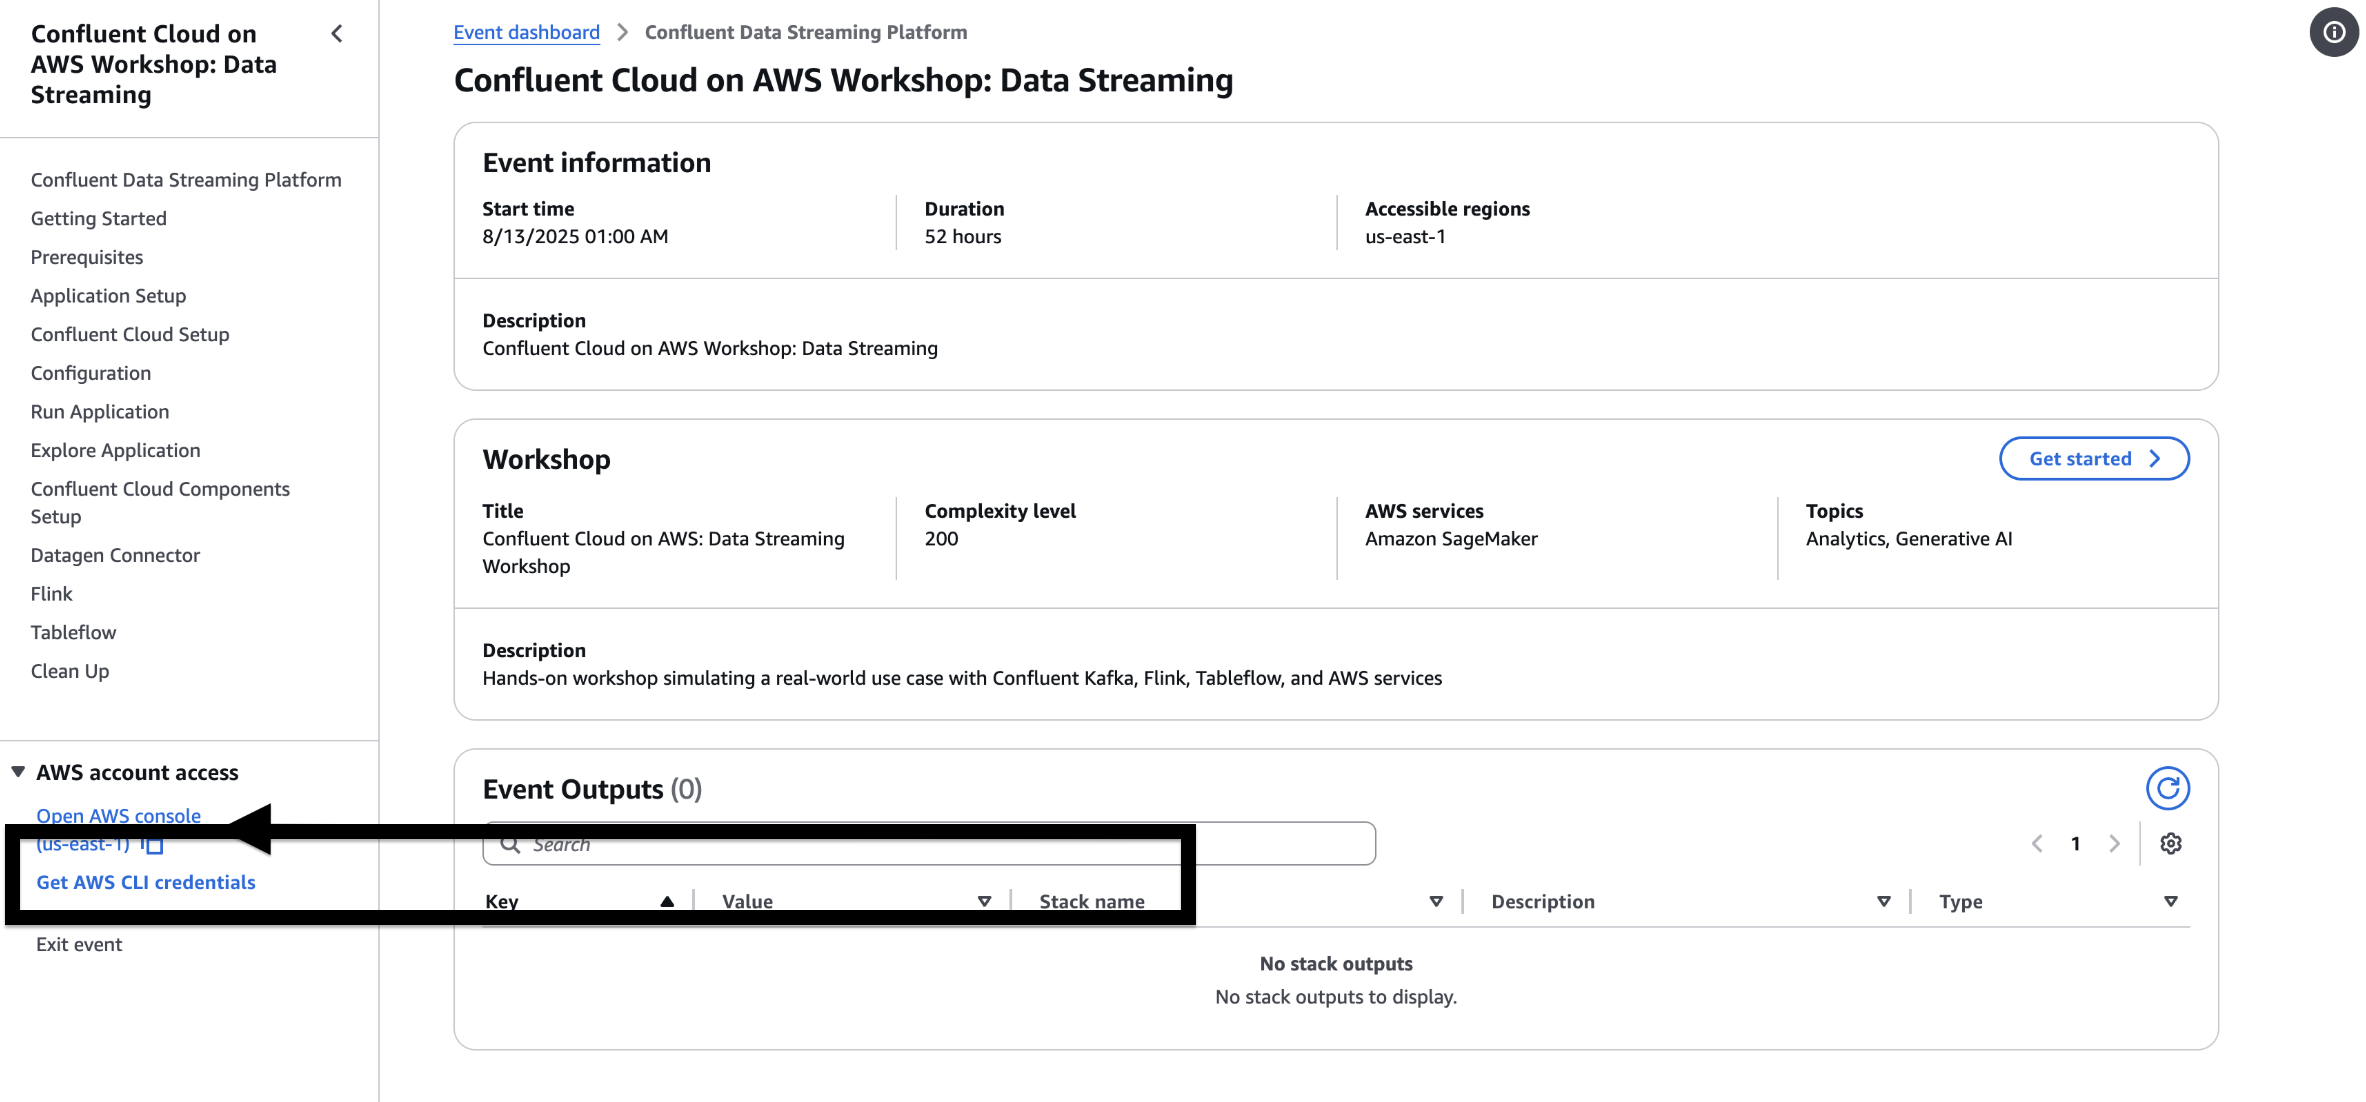 Confluent Cloud on
AWS Workshop: Data
Streaming
Confluent Data Streaming Platform
Getting Started
Prerequisites
Application Setup
Confluent Cloud Setup
Configuration
Run Application
Explore Application
Confluent Cloud Components
Setup
Datagen Connector
Flink
Tableflow
Clean Up
AWS account access
Open AWS console
(us-east-1)
Get AWS CLI credentials
Exit event
Event dashboard > Confluent Data Streaming Platform
Confluent Cloud on AWS Workshop: Data Streaming
Event information
Start time
8/13/2025 01:00 AM
Duration
52 hours
Accessible regions
us-east-1
Description
Confluent Cloud on AWS Workshop: Data Streaming
Workshop
Get started
Title
Confluent Cloud on AWS: Data Streaming
Workshop
Complexity level
200
AWS services
Amazon SageMaker
Topics
Analytics, Generative AI
Description
Hands-on workshop simulating a real-world use case with Confluent Kafka, Flink, Tableflow, and AWS services
Event Outputs (0)
Search
1
Key Value Stack name Description Type
No stack outputs
No stack outputs to display.